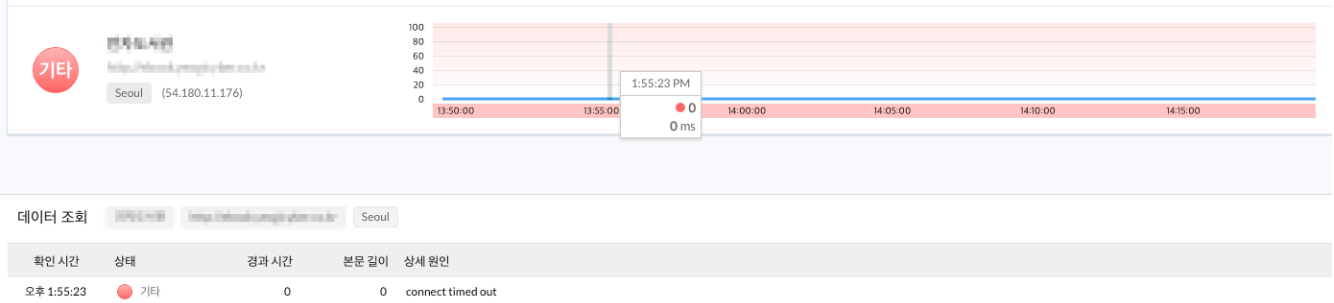 기타
Seoul (54.180.11.176)
100
80
60
40
20
0
13:50:00 13:55:00 14:00:00 14:05:00 14:10:00 14:15:00
1:55:23 PM
0
0 ms
데이터 조회 Seoul
확인 시간 상태 경과 시간 본문 길이 상세 원인
오후 1:55:23 기타 0 0 connect timed out